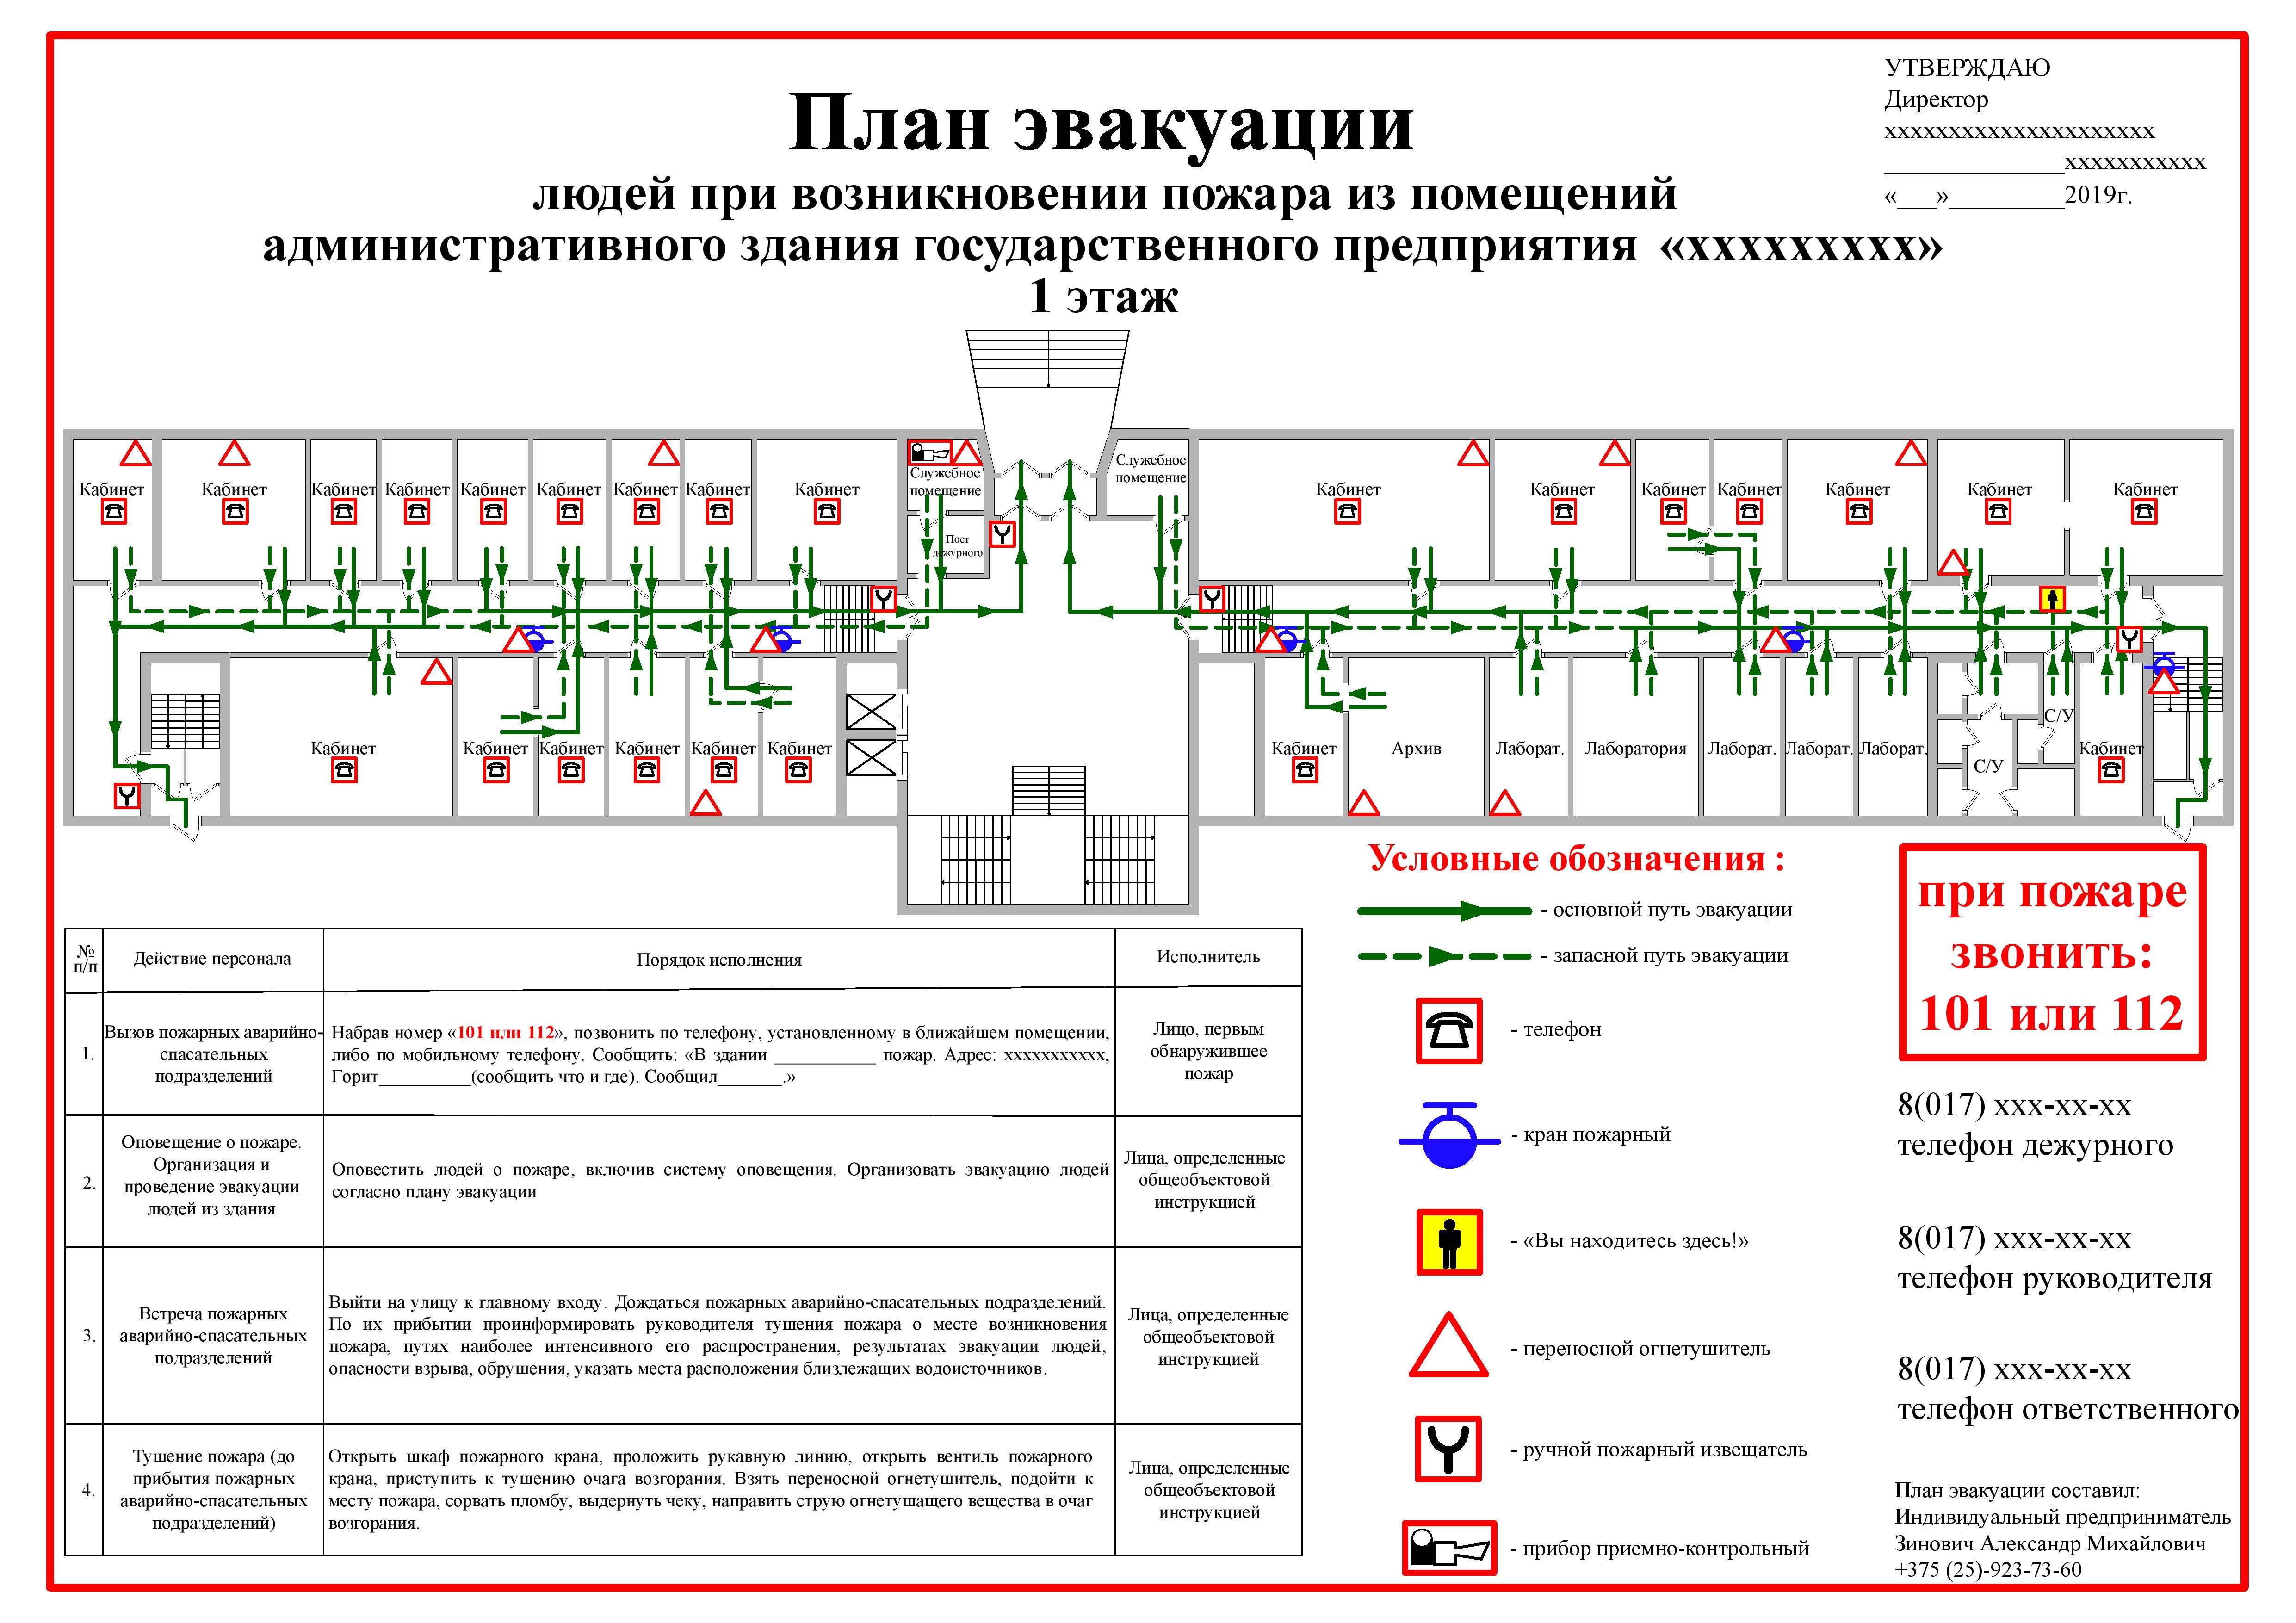 УТВЕРЖДАЮ
Директор
xxxxxxxxxxxxxxxxxxxxx
______________xxxxxxxxxxx
«___»_________2019г.
План эвакуации
людей при возникновении пожара из помещений
административного здания государственного предприятия «xxxxxxxxx»
1 этаж
Кабинет Кабинет Кабинет Кабинет Кабинет Кабинет Кабинет Кабинет Кабинет
Служебное
помещение
Пост
дежурного
Служебное
помещение
Кабинет Кабинет Кабинет Кабинет Кабинет Кабинет Кабинет
Кабинет Кабинет Кабинет Кабинет Кабинет Кабинет
Кабинет Архив Лаборат. Лаборатория Лаборат. Лаборат. Лаборат.
С/У
С/У
Кабинет
№
п/п
Действие персонала
Порядок исполнения
Исполнитель
1.
Вызов пожарных аварийно-
спасательных
подразделений
Набрав номер «101 или 112», позвонить по телефону, установленному в ближайшем помещении,
либо по мобильному телефону. Сообщить: «В здании ___________ пожар. Адрес: xxxxxxxxxxx,
Горит__________(сообщить что и где). Сообщил_______.»
Лицо, первым
обнаружившее
пожар
2.
Оповещение о пожаре.
Организация и
проведение эвакуации
людей из здания
Оповестить людей о пожаре, включив систему оповещения. Организовать эвакуацию людей
согласно плану эвакуации
Лица, определенные
общеобъектовой
инструкцией
3.
Встреча пожарных
аварийно-спасательных
подразделений
Выйти на улицу к главному входу. Дождаться пожарных аварийно-спасательных подразделений.
По их прибытии проинформировать руководителя тушения пожара о месте возникновения
пожара, путях наиболее интенсивного его распространения, результатах эвакуации людей,
опасности взрыва, обрушения, указать места расположения близлежащих водоисточников.
Лица, определенные
общеобъектовой
инструкцией
4.
Тушение пожара (до
прибытия пожарных
аварийно-спасательных
подразделений)
Открыть шкаф пожарного крана, проложить рукавную линию, открыть вентиль пожарного
крана, приступить к тушению очага возгорания. Взять переносной огнетушитель, подойти к
месту пожара, сорвать пломбу, выдернуть чеку, направить струю огнетушащего вещества в очаг
возгорания.
Лица, определенные
общеобъектовой
инструкцией
Условные обозначения :
- основной путь эвакуации
- запасной путь эвакуации
- телефон
- кран пожарный
- «Вы находитесь здесь!»
- переносной огнетушитель
- ручной пожарный извещатель
- прибор приемно-контрольный
при пожаре
звонить:
101 или 112
8(017) xxx-xx-xx
телефон дежурного
8(017) xxx-xx-xx
телефон руководителя
8(017) xxx-xx-xx
телефон ответственного
План эвакуации составил:
Индивидуальный предприниматель
Зинович Александр Михайлович
+375 (25)-923-73-60